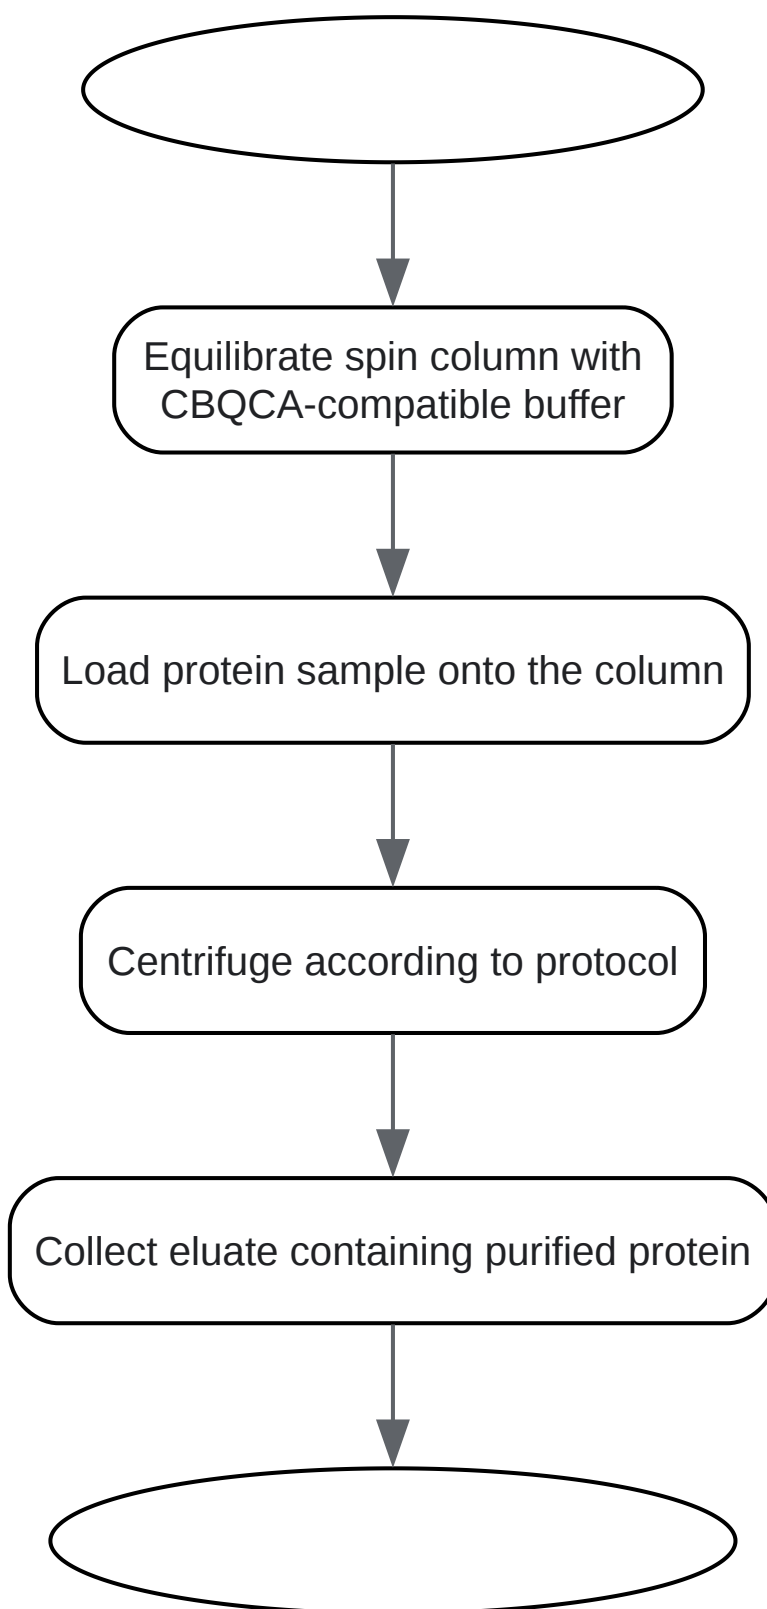 Equilibrate spin column with
CBQCA-compatible buffer
Load protein sample onto the column
Centrifuge according to protocol
Collect eluate containing purified protein